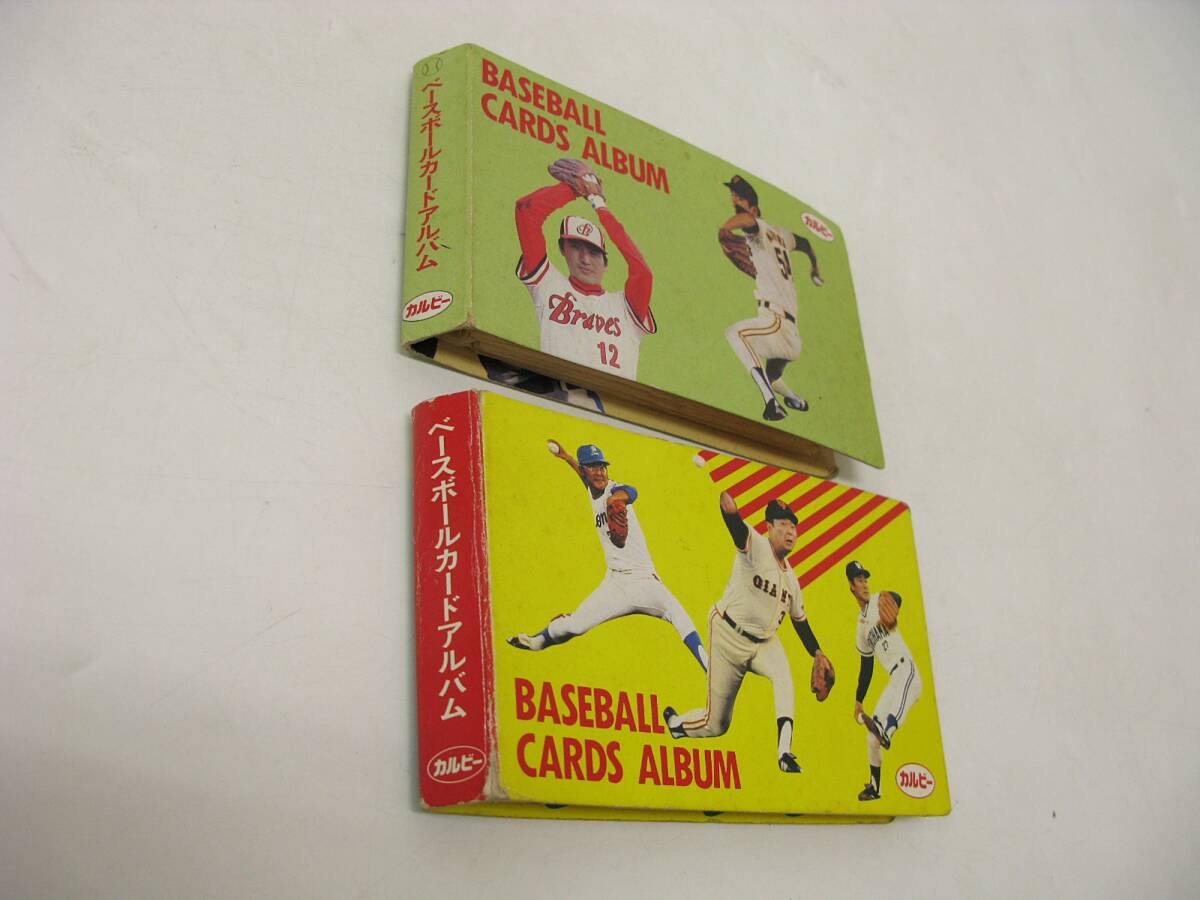 ベースボールカードアルバム
カルビー
BASEBALL
CARDS ALBUM
カルビー
Braves
12
ベースボールカードアルバム
カルビー
GIANT
BASEBALL
CARDS ALBUM
カルビー